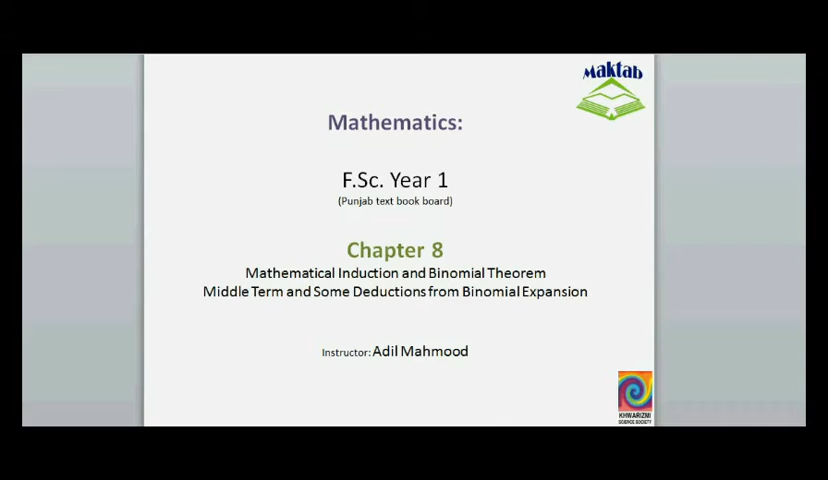 Maktab
Mathematics:
F.Sc. Year 1
(Punjab text book board)
Chapter 8
Mathematical Induction and Binomial Theorem
Middle Term and Some Deductions from Binomial Expansion
Instructor: Adil Mahmood
KHWARIZMI
SCIENCE SOCIETY